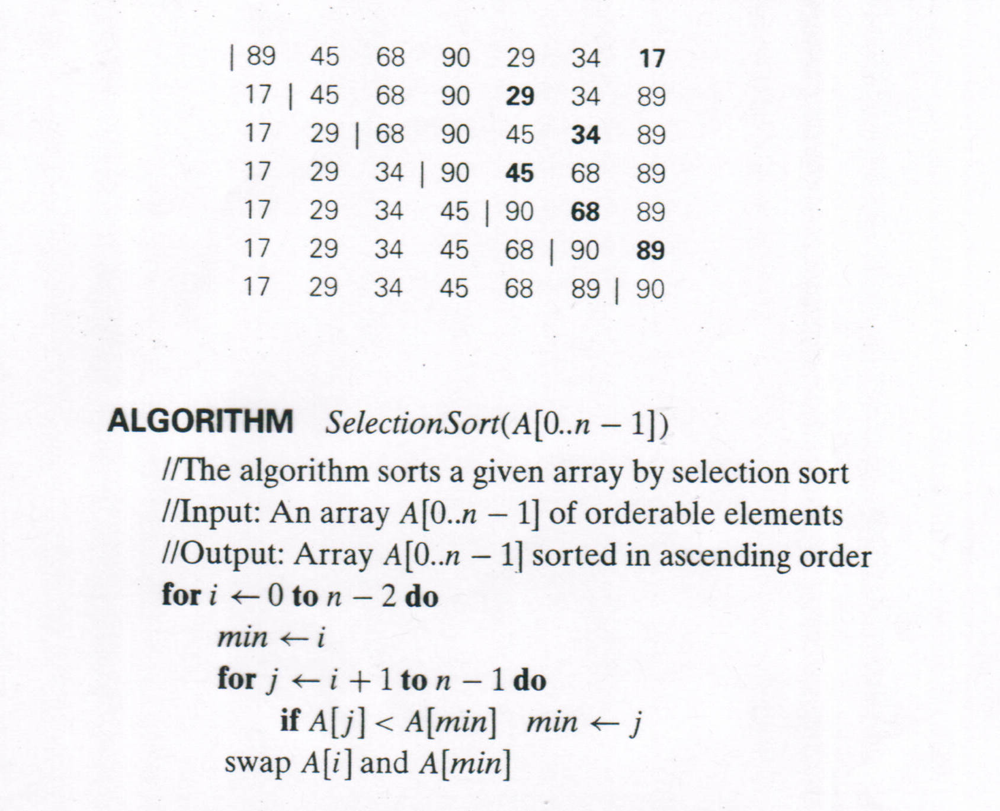 | 89 45 68 90 29 34 17
17 | 45 68 90 29 34 89
17 29 | 68 90 45 34 89
17 29 34 | 90 45 68 89
17 29 34 45 | 90 68 89
17 29 34 45 68 | 90 89
17 29 34 45 68 89 | 90
ALGORITHM SelectionSort(A[0..n − 1])
//The algorithm sorts a given array by selection sort
//Input: An array A[0..n − 1] of orderable elements
//Output: Array A[0..n − 1] sorted in ascending order
for i ← 0 to n − 2 do
min ← i
for j ← i + 1 to n − 1 do
if A[j] < A[min] min ← j
swap A[i] and A[min]